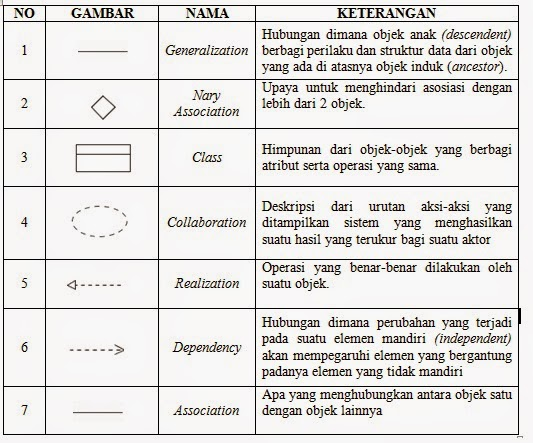 NO GAMBAR NAMA KETERANGAN
1 Generalization Hubungan dimana objek anak (descendent)
berbagi perilaku dan struktur data dari objek
yang ada di atasnya objek induk (ancestor).
2 Nary
Association
Upaya untuk menghindari asosiasi dengan
lebih dari 2 objek.
3 Class Himpunan dari objek-objek yang berbagi
atribut serta operasi yang sama.
4 Collaboration Deskripsi dari urutan aksi-aksi yang
ditampilkan sistem yang menghasilkan
suatu hasil yang terukur bagi suatu aktor
5 Realization Operasi yang benar-benar dilakukan oleh
suatu objek.
6 Dependency Hubungan dimana perubahan yang terjadi
pada suatu elemen mandiri (independent)
akan mempegaruhi elemen yang bergantung
padanya elemen yang tidak mandiri
7 Association Apa yang menghubungkan antara objek satu
dengan objek lainnya